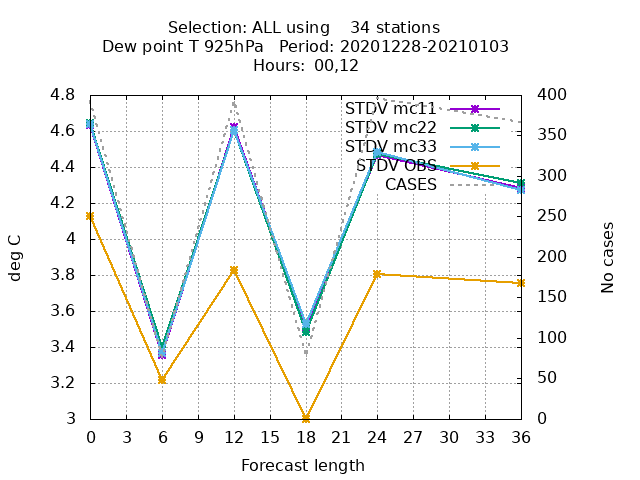 Selection: ALL using    34 stations
Dew point T 925hPa   Period: 20201228-20210103
Hours: 00,12
STDV mc11
STDV mc22
STDV mc33
STDV OBS
CASES
4.8
4.6
4.4
4.2
4
3.8
3.6
3.4
3.2
3
deg C
400
350
300
250
200
150
100
50
0
No cases
0 3 6 9 12 15 18 21 24 27 30 33 36
Forecast length